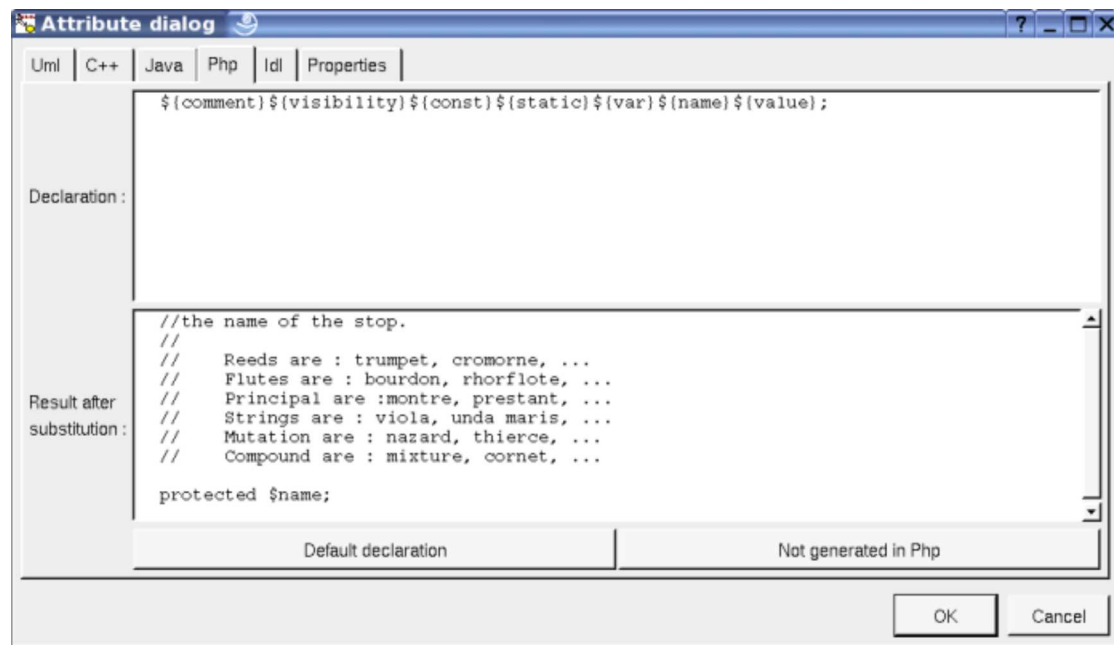 Attribute dialog
Uml C++ Java Php Idl Properties
Declaration :
${comment}${visibility}${const}${static}${var}${name}${value};
Result after
substitution :
//the name of the stop.
//
//    Reeds are : trumpet, cromorne, ...
//    Flutes are : bourdon, rhorflote, ...
//    Principal are :montre, prestant, ...
//    Strings are : viola, unda maris, ...
//    Mutation are : nazard, thierce, ...
//    Compound are : mixture, cornet, ...
protected $name;
Default declaration Not generated in Php
OK Cancel